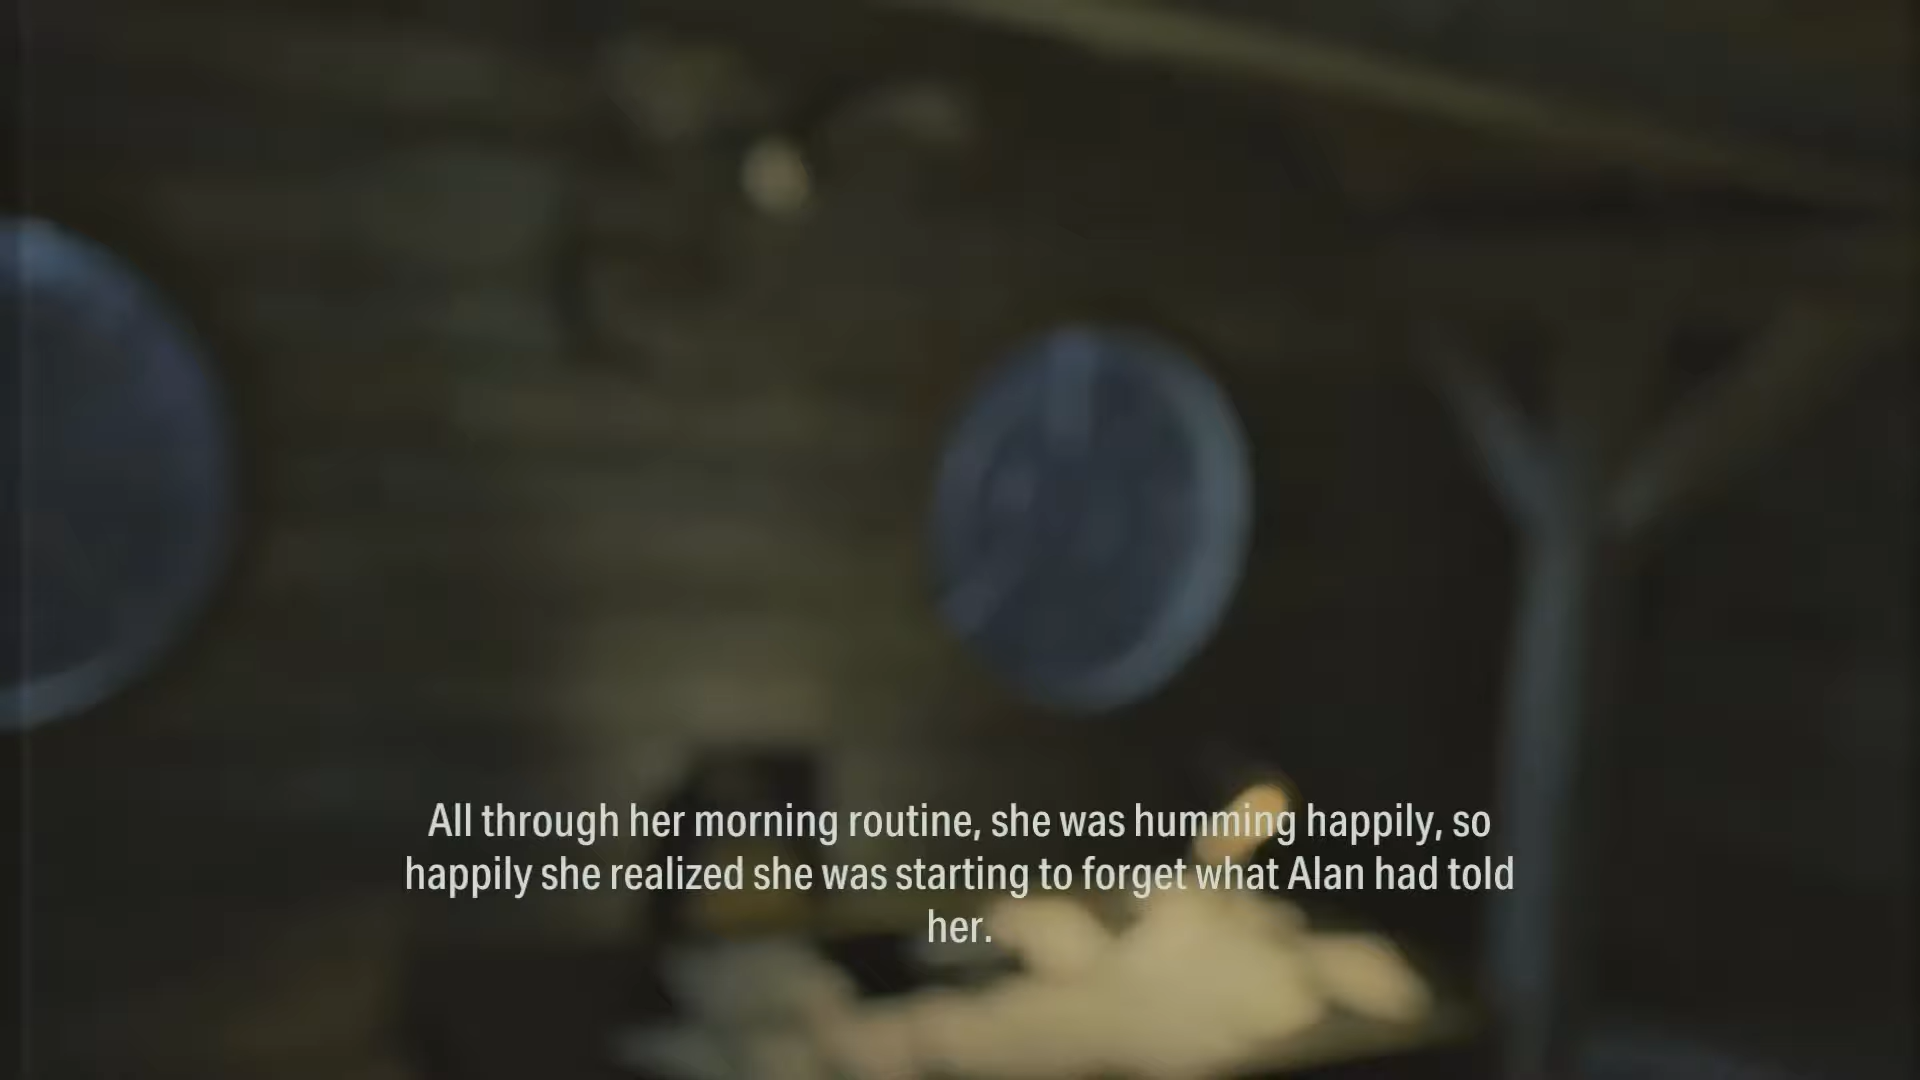 All through her morning routine, she was humming happily, so
happily she realized she was starting to forget what Alan had told
her.